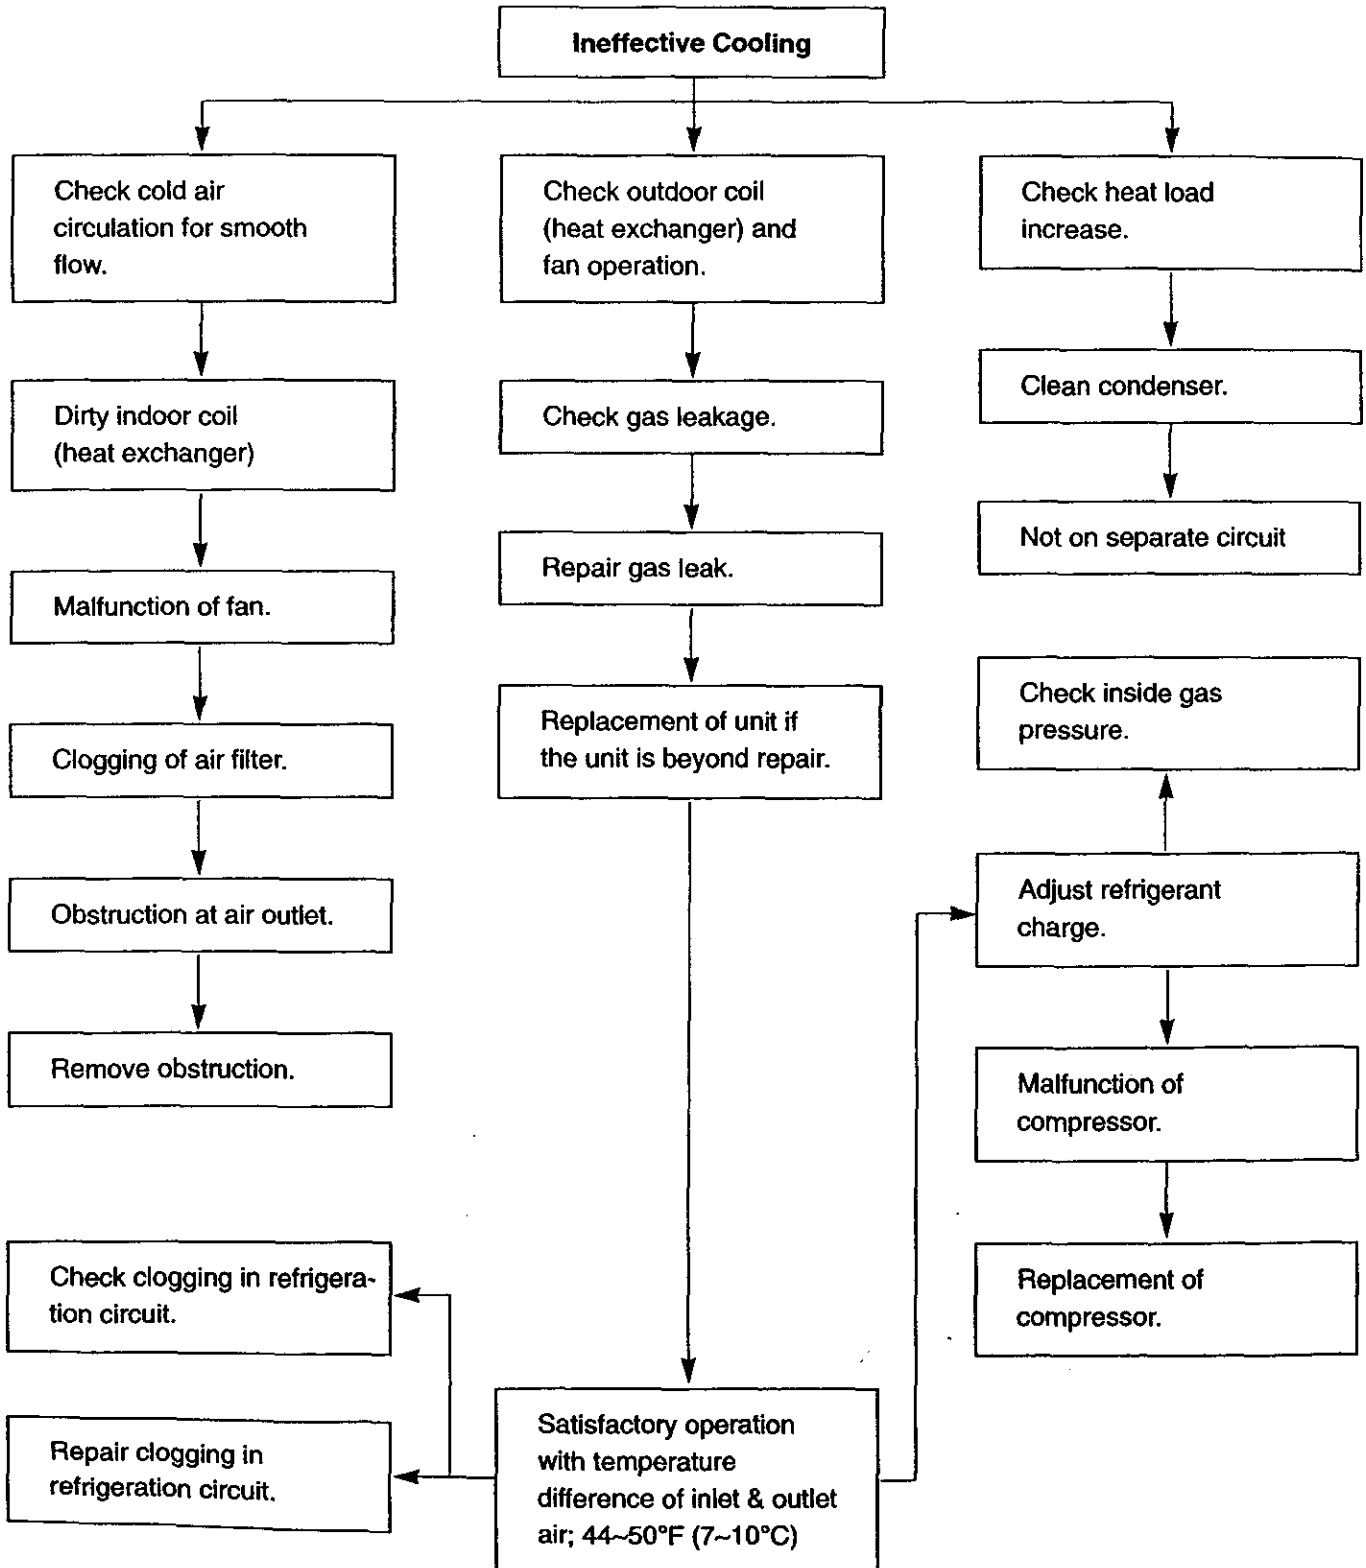 Ineffective Cooling
Check cold air
circulation for smooth
flow.
Dirty indoor coil
(heat exchanger)
Malfunction of fan.
Clogging of air filter.
Obstruction at air outlet.
Remove obstruction.
Check outdoor coil
(heat exchanger) and
fan operation.
Check gas leakage.
Repair gas leak.
Replacement of unit if
the unit is beyond repair.
Check heat load
increase.
Clean condenser.
Not on separate circuit
Check inside gas
pressure.
Adjust refrigerant
charge.
Malfunction of
compressor.
Replacement of
compressor.
Check clogging in refrigera-
tion circuit.
Repair clogging in
refrigeration circuit.
Satisfactory operation
with temperature
difference of inlet & outlet
air; 44~50°F (7~10°C)